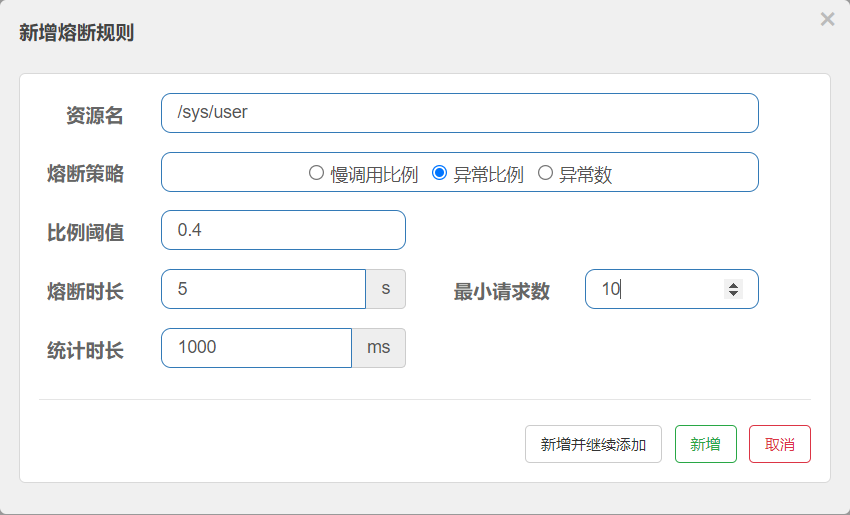 新增熔断规则
×
资源名 /sys/user
熔断策略 慢调用比例 异常比例 异常数
比例阈值 0.4
熔断时长 5 s 最小请求数 10
统计时长 1000 ms
新增并继续添加 新增 取消